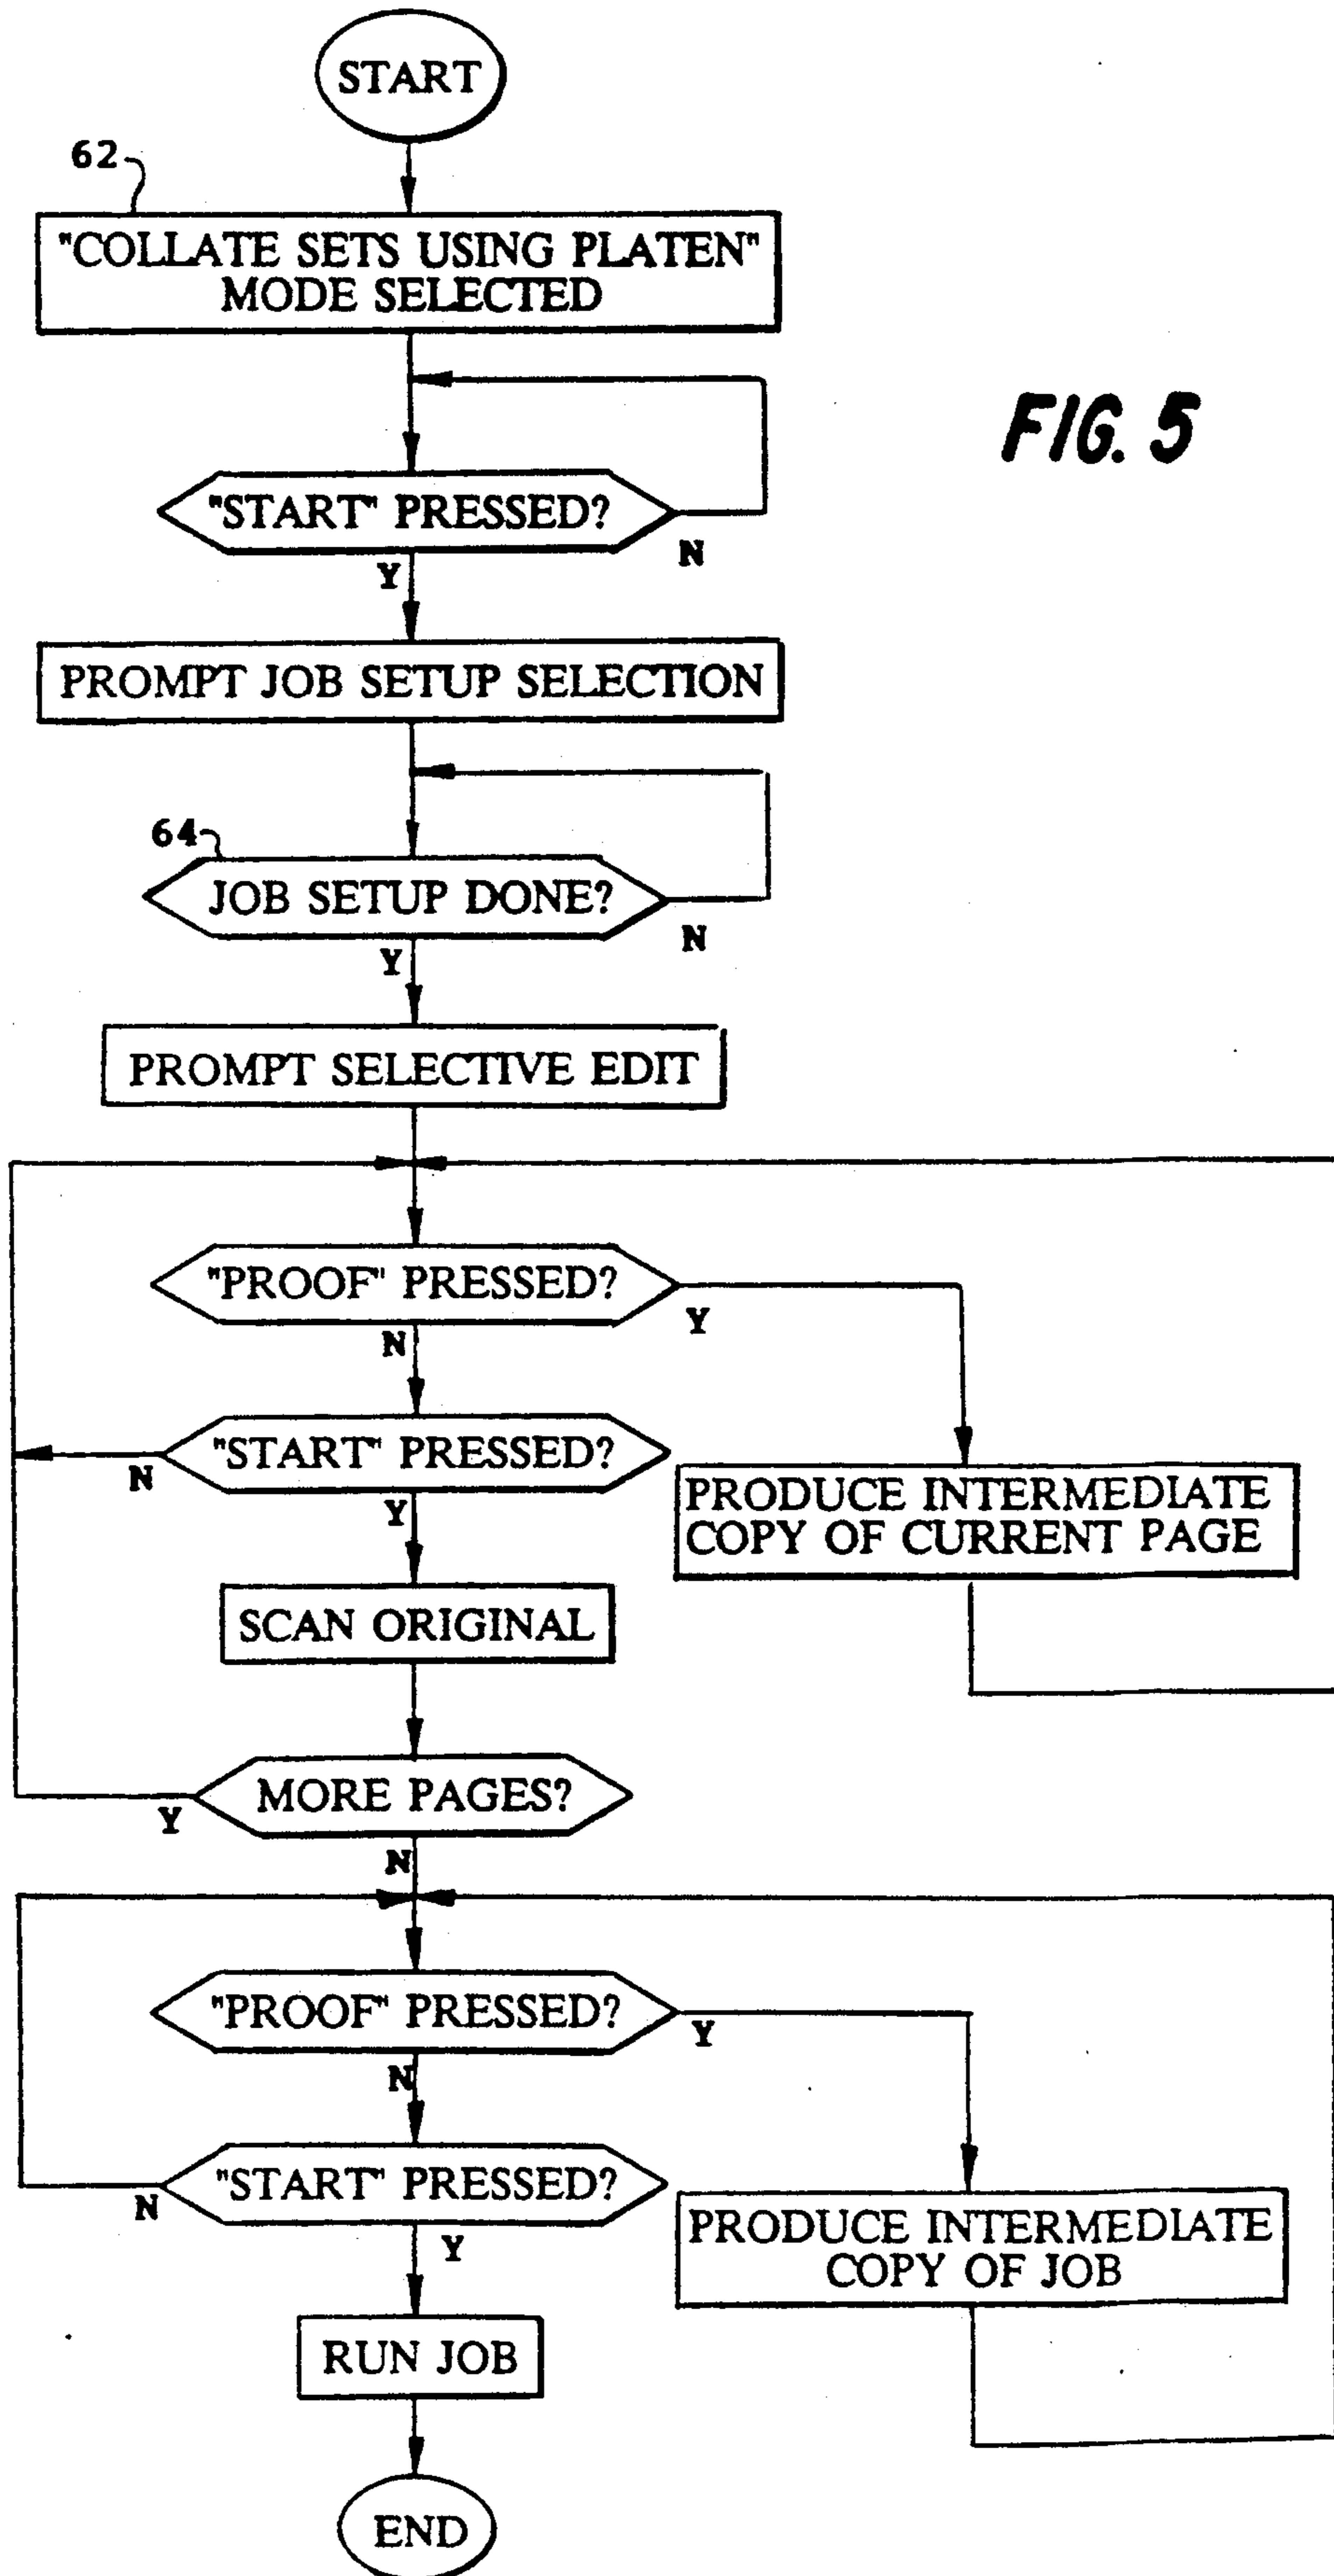 START
62
"COLLATE SETS USING PLATEN"
MODE SELECTED
FIG. 5
"START" PRESSED?
N
Y
PROMPT JOB SETUP SELECTION
64
JOB SETUP DONE?
N
Y
PROMPT SELECTIVE EDIT
"PROOF" PRESSED?
Y
N
"START" PRESSED?
N
Y
PRODUCE INTERMEDIATE
COPY OF CURRENT PAGE
SCAN ORIGINAL
MORE PAGES?
Y
N
"PROOF" PRESSED?
Y
N
"START" PRESSED?
N
Y
PRODUCE INTERMEDIATE
COPY OF JOB
RUN JOB
END